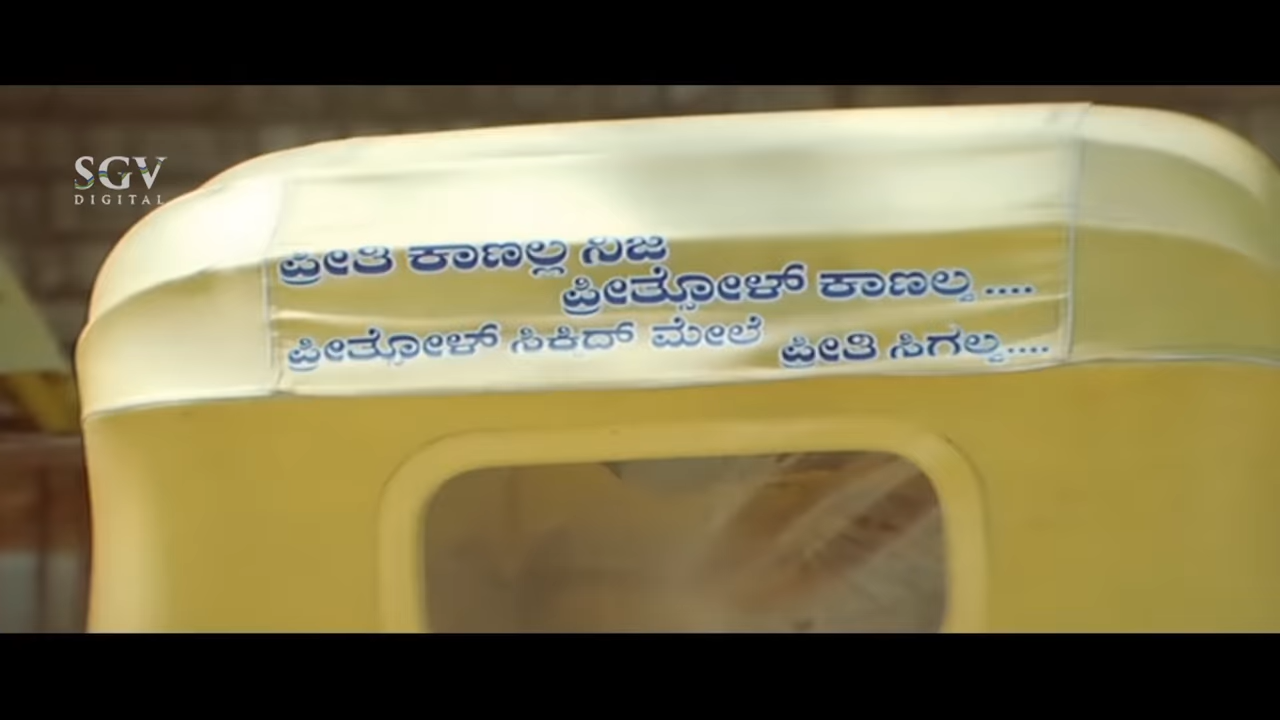 SGV
DIGITAL
ಪ್ರೀತಿ ಕಾಣಲ್ಲ ನಿಜ
ಪ್ರೀತ್ಸೋಳ್ ಕಾಣಲ್ವ....
ಪ್ರೀತ್ಸೋಳ್ ಸಿಕ್ಕಿದ್ ಮೇಲೆ ಪ್ರೀತಿ ಸಿಗಲ್ವ....